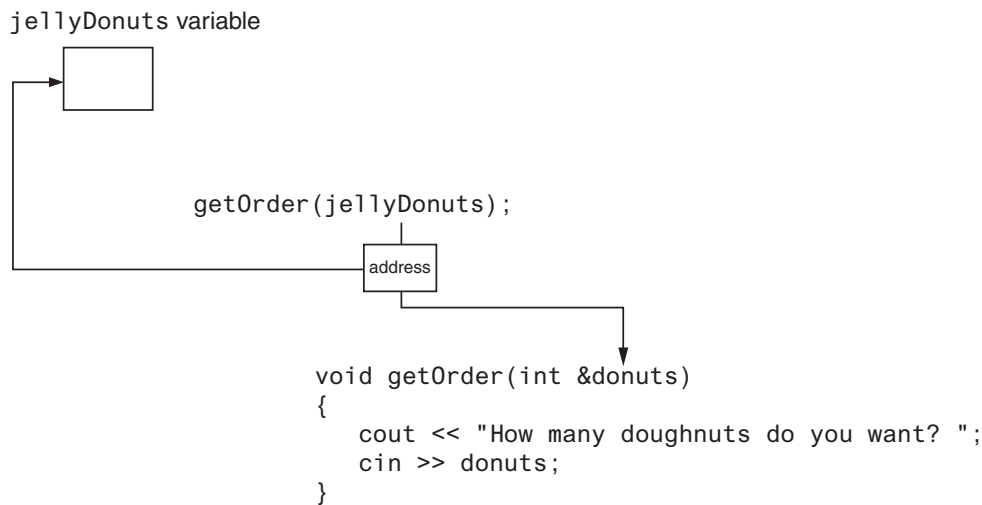 jellyDonuts variable
getOrder(jellyDonuts);
address
void getOrder(int &donuts)
{
   cout << "How many doughnuts do you want? ";
   cin >> donuts;
}